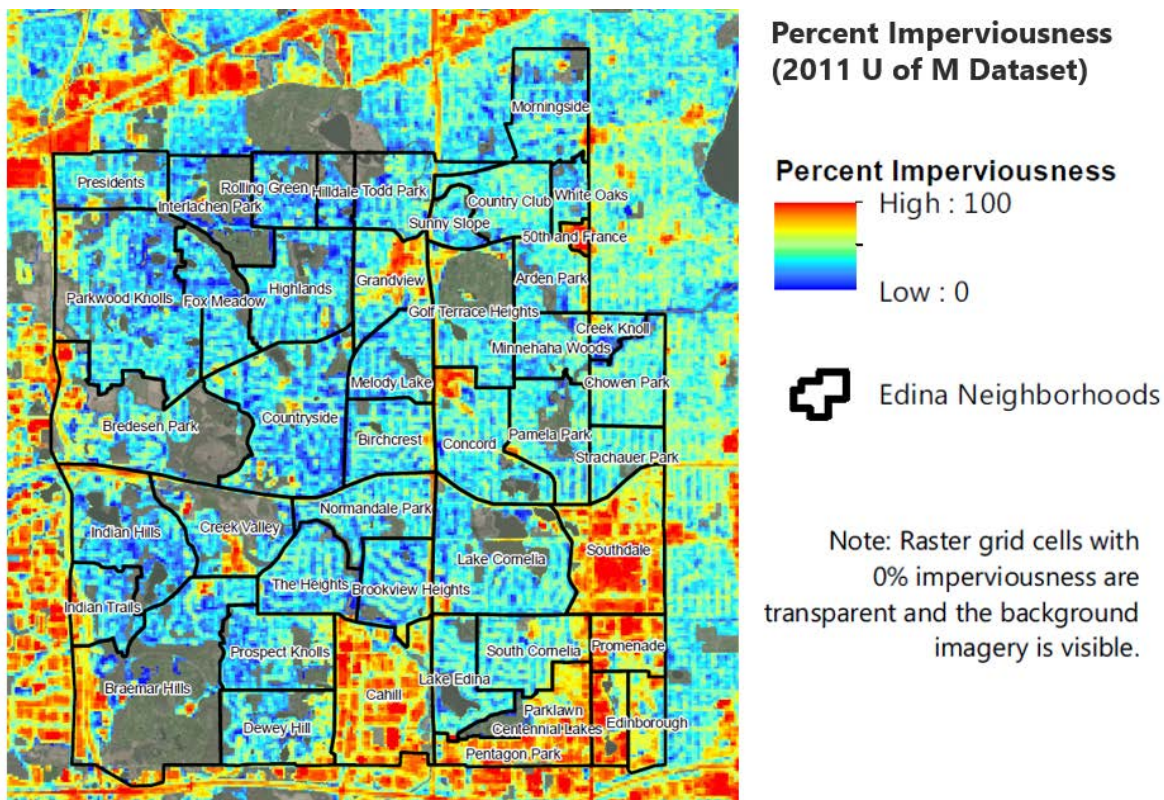 Percent Imperviousness
(2011 U of M Dataset)
Percent Imperviousness
High : 100
Low : 0
Edina Neighborhoods
Note: Raster grid cells with
0% imperviousness are
transparent and the background
imagery is visible.
Morningside
Presidents
Rolling Green
Hilldale
Todd Park
Interlachen Park
Country Club
White Oaks
Sunny Slope
50th and France
Grandview
Arden Park
Highlands
Parkwood Knolls
Fox Meadow
Golf Terrace Heights
Creek Knoll
Minnehaha Woods
Melody Lake
Chowen Park
Countryside
Bredesen Park
Birchcrest
Concord
Pamela Park
Strachauer Park
Normandale Park
Creek Valley
Indian Hills
Southdale
Lake Cornelia
The Heights
Brookview Heights
Indian Trails
Prospect Knolls
South Cornelia
Promenade
Lake Edina
Braemar Hills
Cahill
Parklawn
Edinborough
Centennial Lakes
Dewey Hill
Pentagon Park